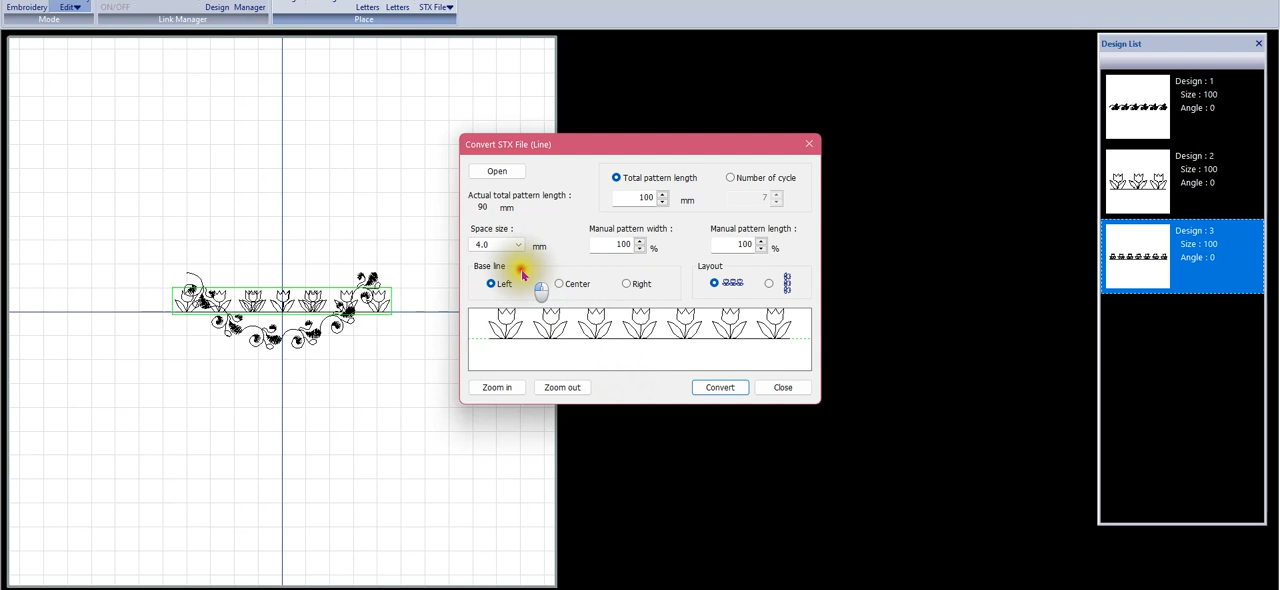 Letters Letters
Embroidery Edit▼ ON/OFF Design Manager STX File▼
Mode Link Manager Place
Design List
Design : 1
Size : 100
Angle : 0
Design : 2
Size : 100
Angle : 0
Design : 3
Size : 100
Angle : 0
Convert STX File (Line)
Open
Total pattern length Number of cycle
Actual total pattern length :
90 mm
100 mm 7
Space size : Manual pattern width : Manual pattern length :
4.0 mm 100 % 100 %
Base line Layout
Left Center Right
Zoom in Zoom out Convert Close